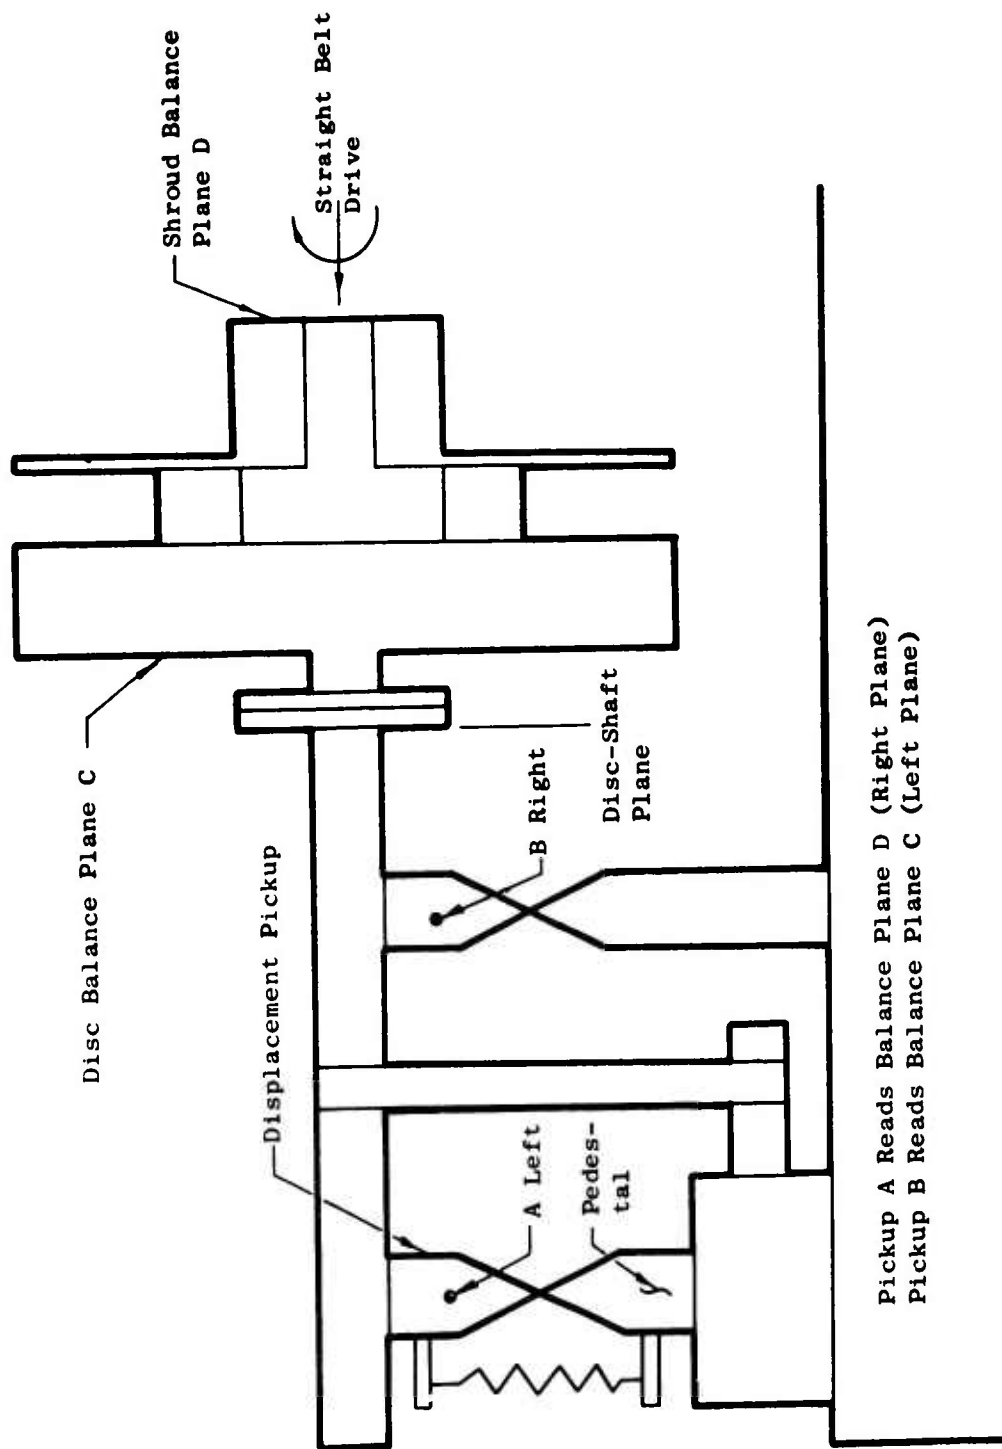 Shroud Balance
Plane D
Straight Belt
Drive
Disc Balance Plane C
Displacement Pickup
B Right
Disc-Shaft
Plane
A Left
Pedes-
tal
Pickup A Reads Balance Plane D (Right Plane)
Pickup B Reads Balance Plane C (Left Plane)